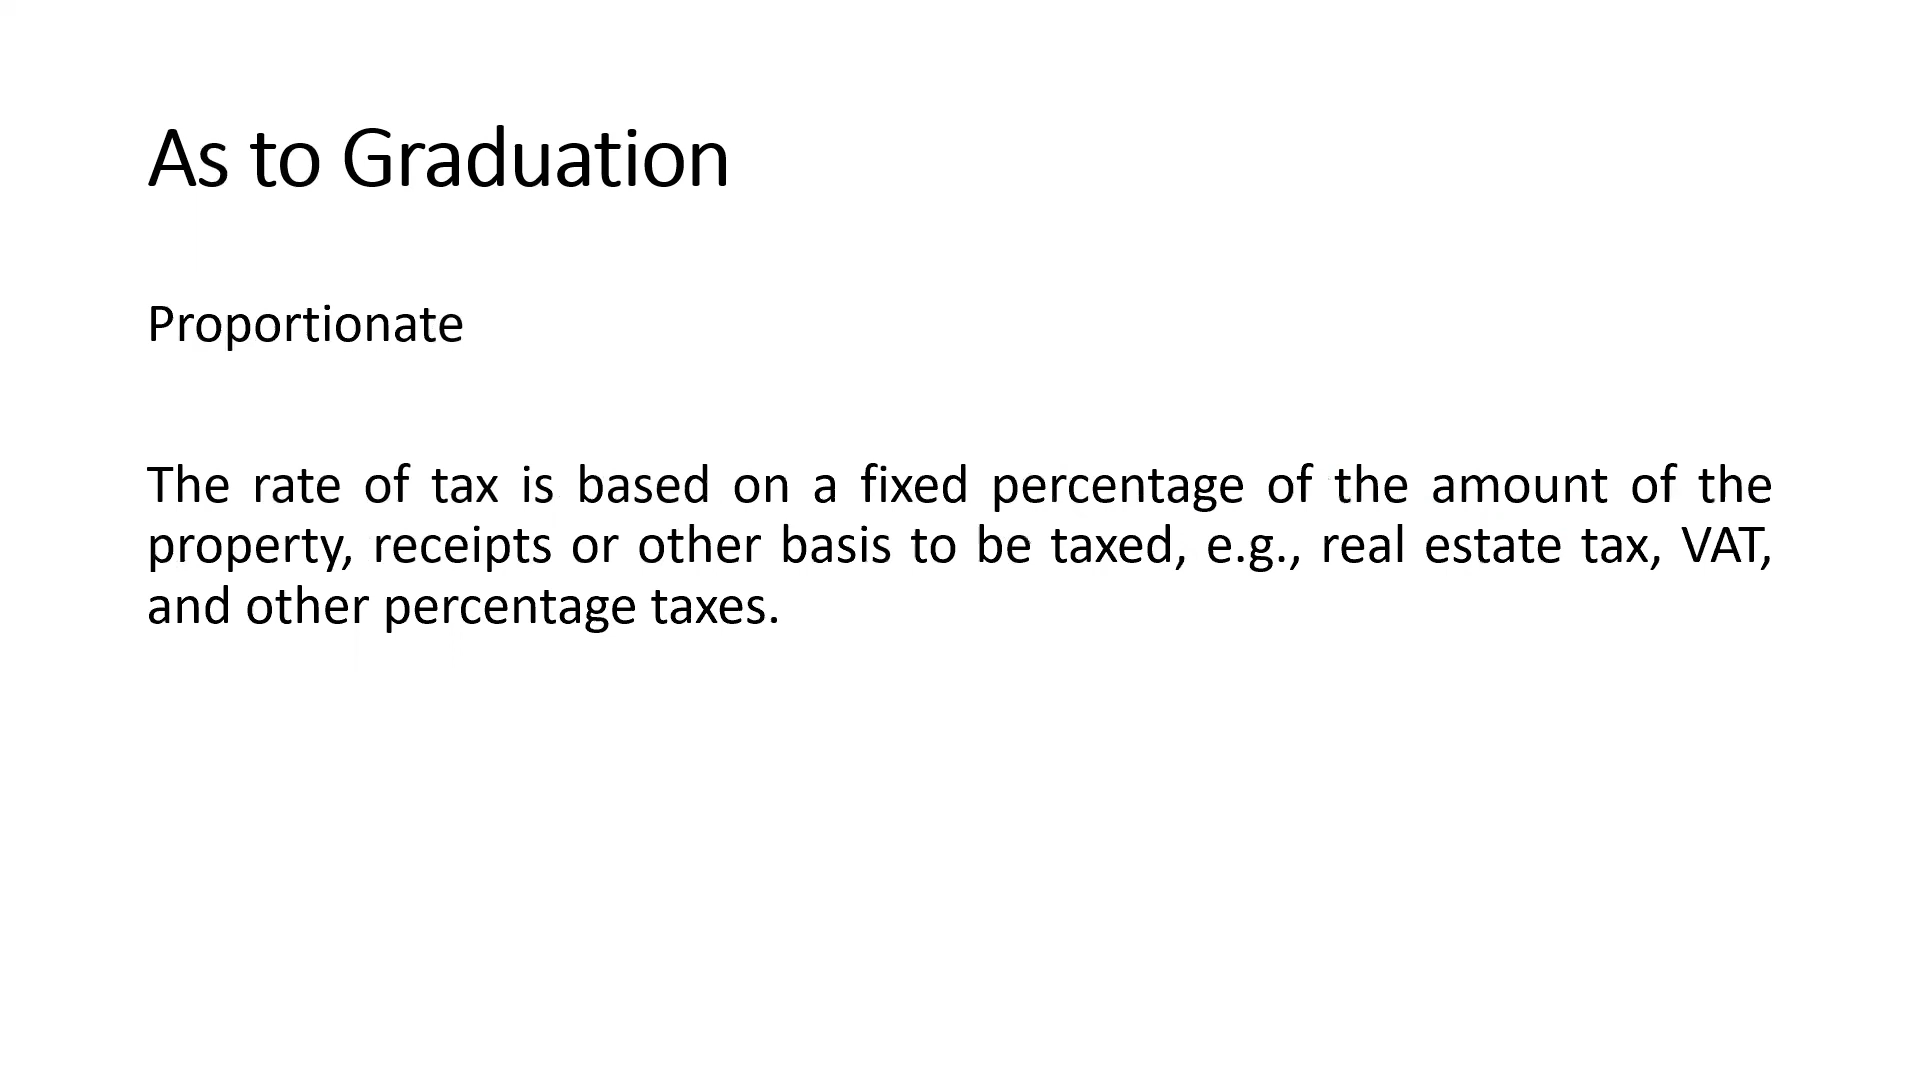 As to Graduation
Proportionate
The rate of tax is based on a fixed percentage of the amount of the
property, receipts or other basis to be taxed, e.g., real estate tax, VAT,
and other percentage taxes.